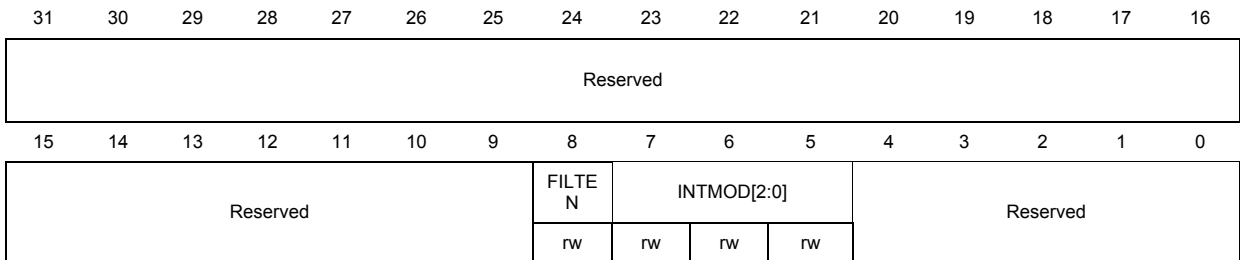 31 30 29 28 27 26 25 24 23 22 21 20 19 18 17 16
Reserved
15 14 13 12 11 10 9 8 7 6 5 4 3 2 1 0
Reserved FILTE INTMOD[2:0] Reserved
N
rw rw rw rw